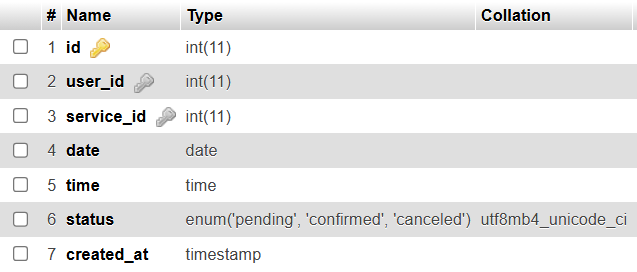 # Name Type Collation
1 id int(11)
2 user_id int(11)
3 service_id int(11)
4 date date
5 time time
6 status enum('pending', 'confirmed', 'canceled') utf8mb4_unicode_ci
7 created_at timestamp